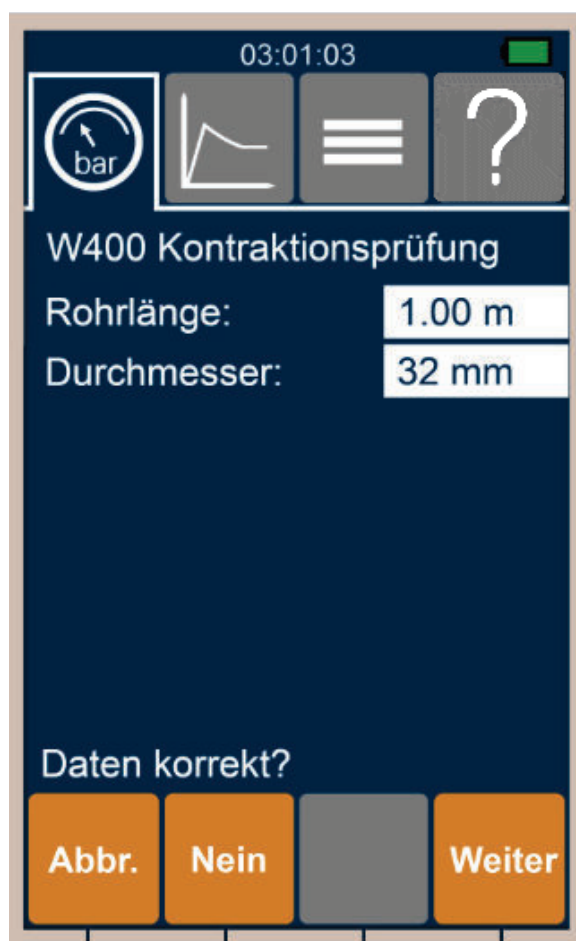 03:01:03
bar
?
W400 Kontraktionsprüfung
Rohrlänge: 1.00 m
Durchmesser: 32 mm
Daten korrekt?
Abbr. Nein Weiter